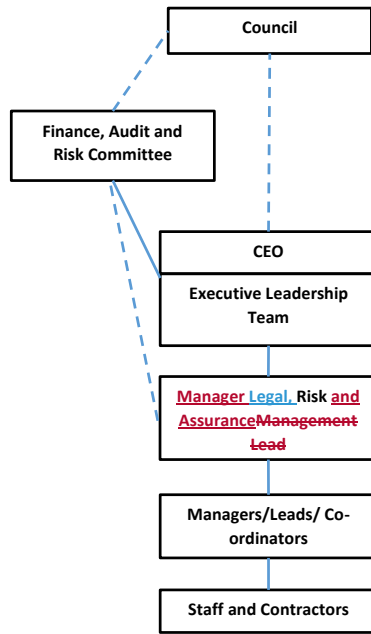 Council
Finance, Audit and
Risk Committee
CEO
Executive Leadership
Team
Manager Legal, Risk and
AssuranceManagement
Lead
Managers/Leads/ Co-
ordinators
Staff and Contractors